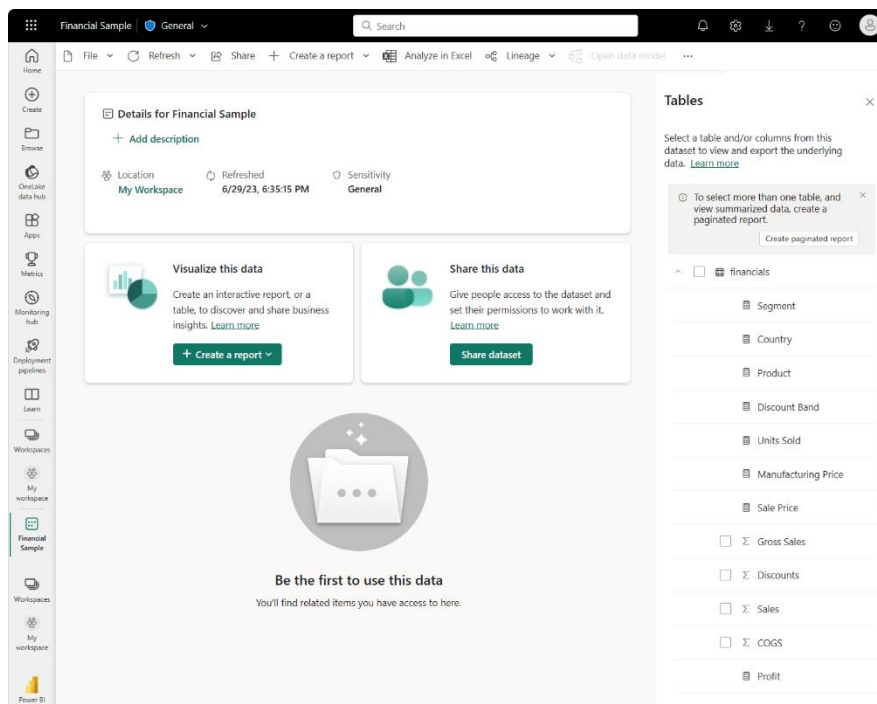 Financial Sample
General
Search
File
Refresh
Share
Create a report
Analyze in Excel
Lineage
Open data model
...
Home
Create
Browse
OneLake
data hub
Apps
Metrics
Monitoring
hub
Deployment
pipelines
Learn
Workspaces
My
workspace
Financial
Sample
Workspaces
My
workspace
Power BI
Details for Financial Sample
+ Add description
Location
My Workspace
Refreshed
6/29/23, 6:35:15 PM
Sensitivity
General
Visualize this data
Create an interactive report, or a
table, to discover and share business
insights. Learn more
+ Create a report
Share this data
Give people access to the dataset and
set their permissions to work with it.
Learn more
Share dataset
Be the first to use this data
You'll find related items you have access to here.
Tables
Select a table and/or columns from this
dataset to view and export the underlying
data. Learn more
To select more than one table, and
view summarized data, create a
paginated report.
Create paginated report
financials
Segment
Country
Product
Discount Band
Units Sold
Manufacturing Price
Sale Price
Σ Gross Sales
Σ Discounts
Σ Sales
Σ COGS
Profit